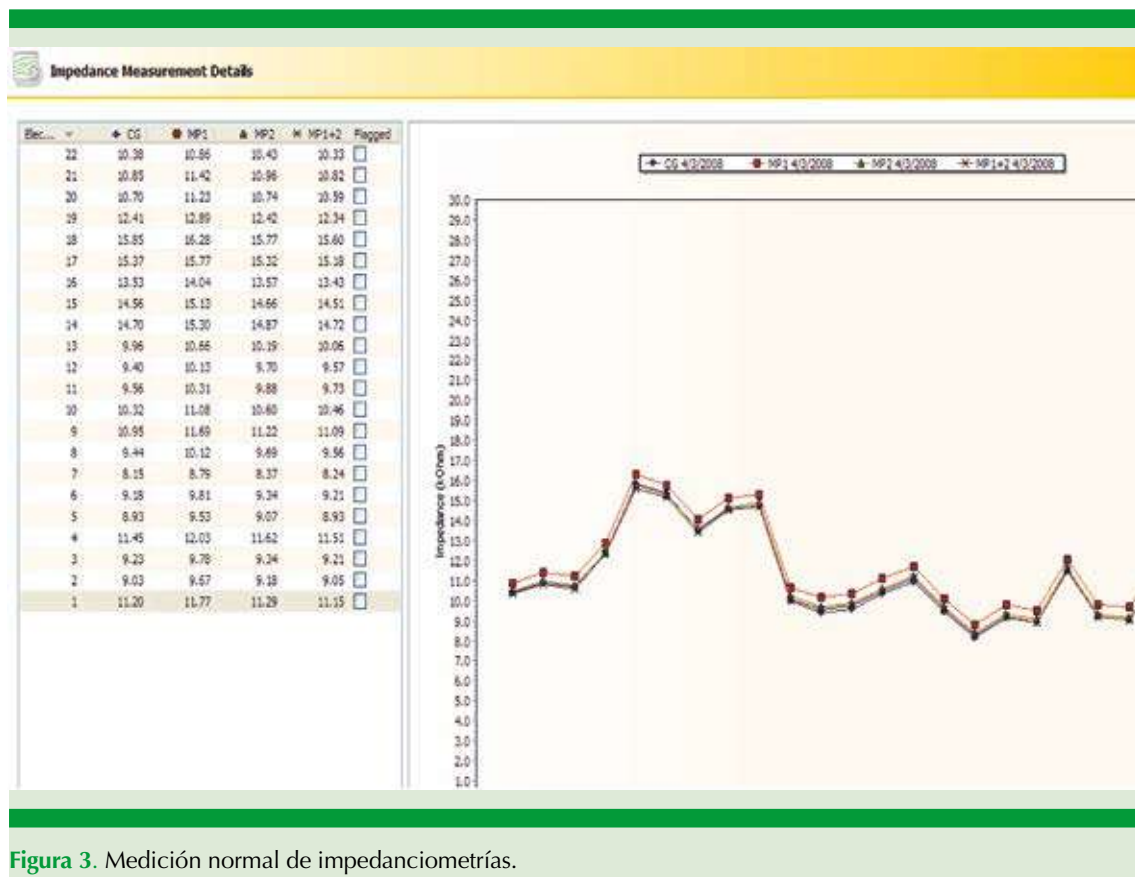 Impedance Measurement Details
Elec... CG MP1 MP2 MP1+2 Flagged
22 10.38 10.86 10.43 10.33
21 10.85 11.42 10.96 10.82
20 10.70 11.23 10.74 10.59
19 12.41 12.89 12.42 12.34
18 15.85 16.28 15.77 15.60
17 15.37 15.77 15.32 15.18
16 13.53 14.04 13.57 13.43
15 14.56 15.13 14.66 14.51
14 14.70 15.30 14.87 14.72
13 9.96 10.66 10.19 10.06
12 9.40 10.13 9.70 9.57
11 9.56 10.31 9.88 9.73
10 10.32 11.08 10.60 10.46
9 10.95 11.69 11.22 11.09
8 9.44 10.12 9.69 9.56
7 8.15 8.79 8.37 8.24
6 9.18 9.81 9.34 9.21
5 8.93 9.53 9.07 8.93
4 11.45 12.03 11.62 11.51
3 9.23 9.78 9.34 9.21
2 9.03 9.67 9.18 9.05
1 11.20 11.77 11.29 11.15
CG 4/3/2008 MP1 4/3/2008 MP2 4/3/2008 MP1+2 4/3/2008
Impedance (kOhm)
30.0
29.0
28.0
27.0
26.0
25.0
24.0
23.0
22.0
21.0
20.0
19.0
18.0
17.0
16.0
15.0
14.0
13.0
12.0
11.0
10.0
9.0
8.0
7.0
6.0
5.0
4.0
3.0
2.0
1.0
Figura 3. Medición normal de impedanciometrías.